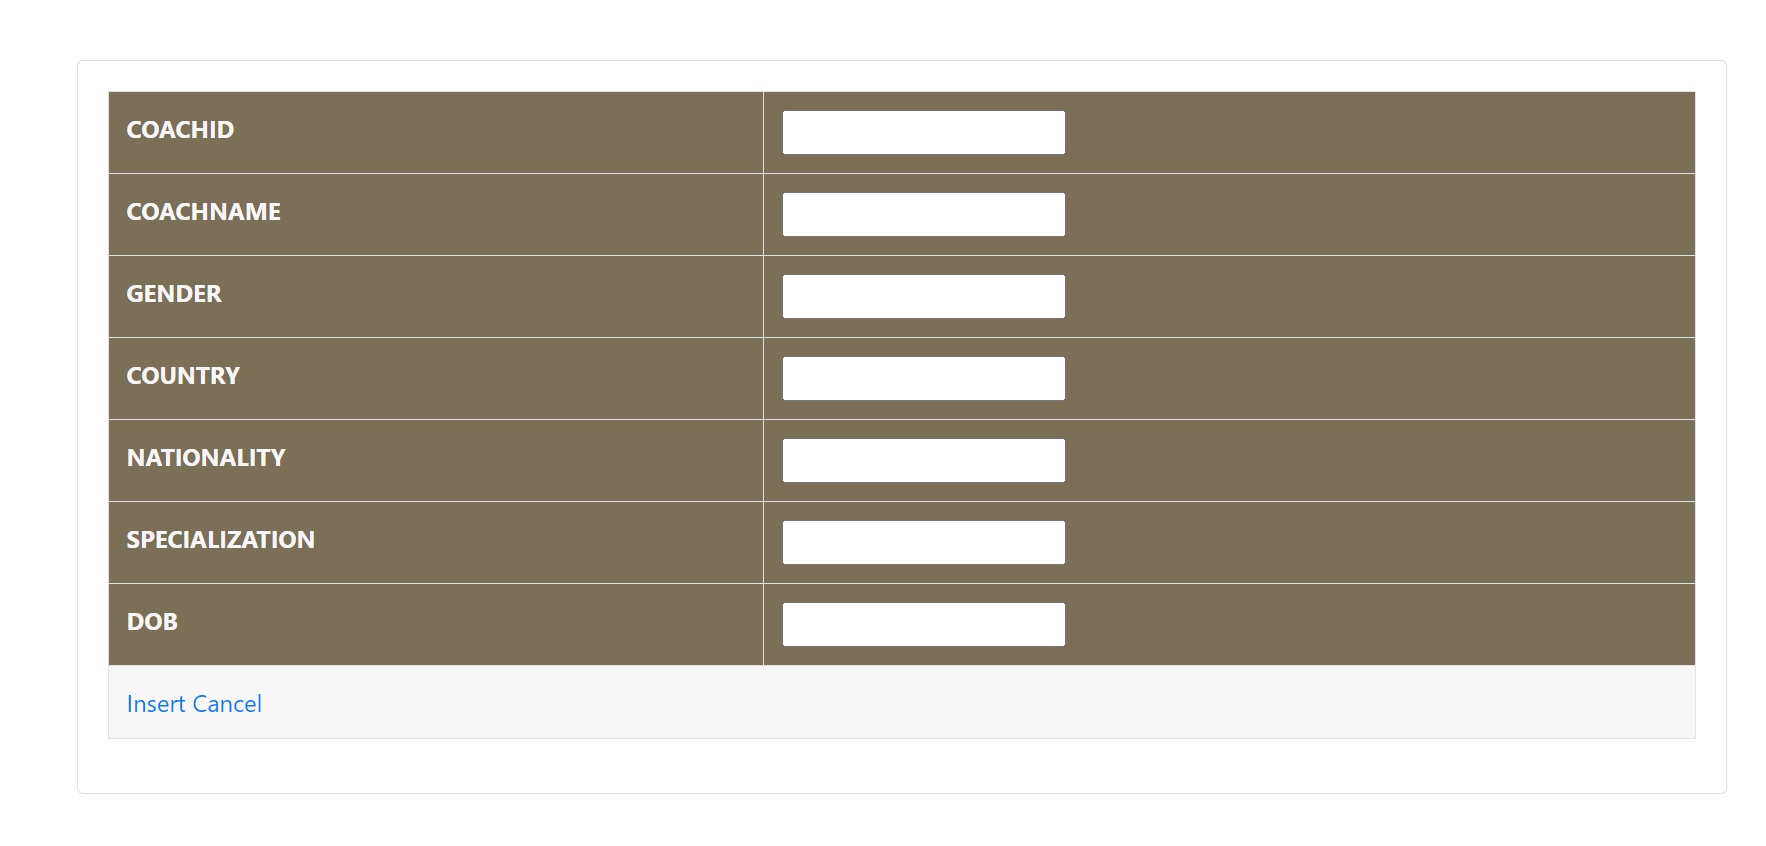 COACHID
COACHNAME
GENDER
COUNTRY
NATIONALITY
SPECIALIZATION
DOB
Insert Cancel